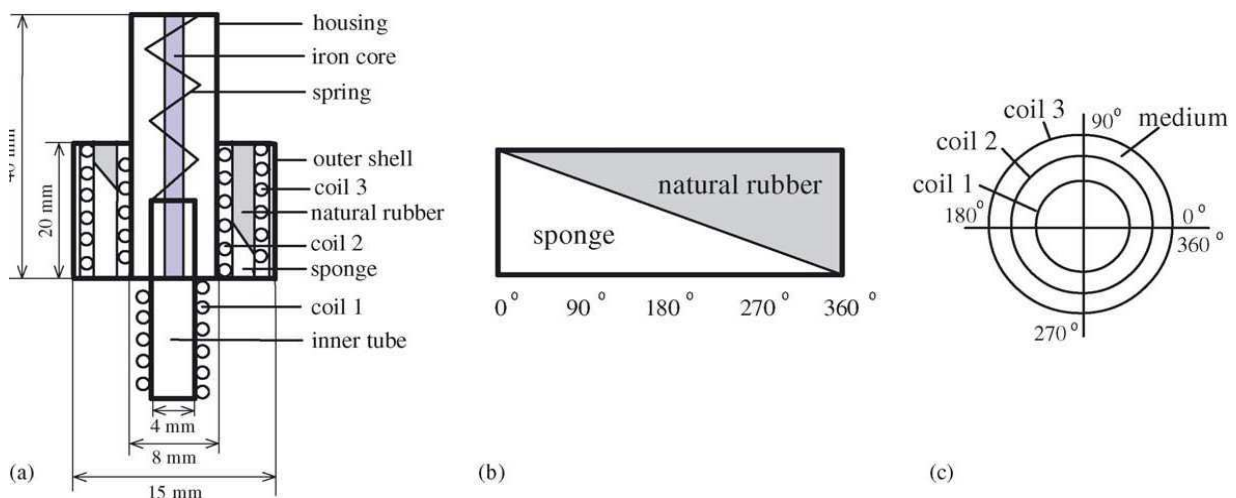 housing
iron core
spring
outer shell
coil 3
natural rubber
coil 2
sponge
coil 1
inner tube
20 mm
4 mm
8 mm
15 mm
(a)
natural rubber
sponge
0° 90° 180° 270° 360°
(b)
coil 3
90°
medium
coil 2
coil 1
180°
0°
360°
270°
(c)